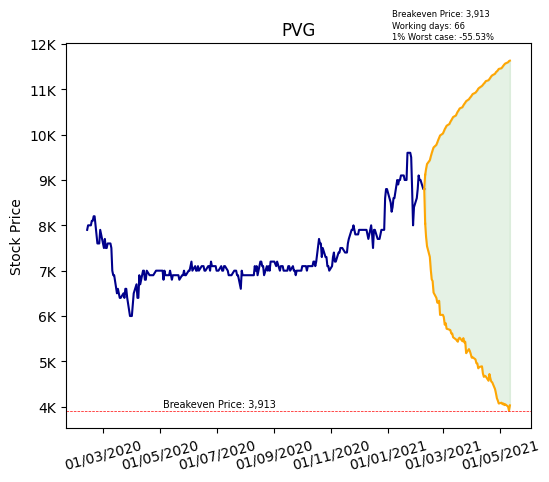 Breakeven Price: 3,913
Working days: 66
1% Worst case: -55.53%
PVG
12K
11K
10K
9K
8K
7K
6K
5K
4K
Stock Price
Breakeven Price: 3,913
01/03/2020 01/05/2020 01/07/2020 01/09/2020 01/11/2020 01/01/2021 01/03/2021 01/05/2021